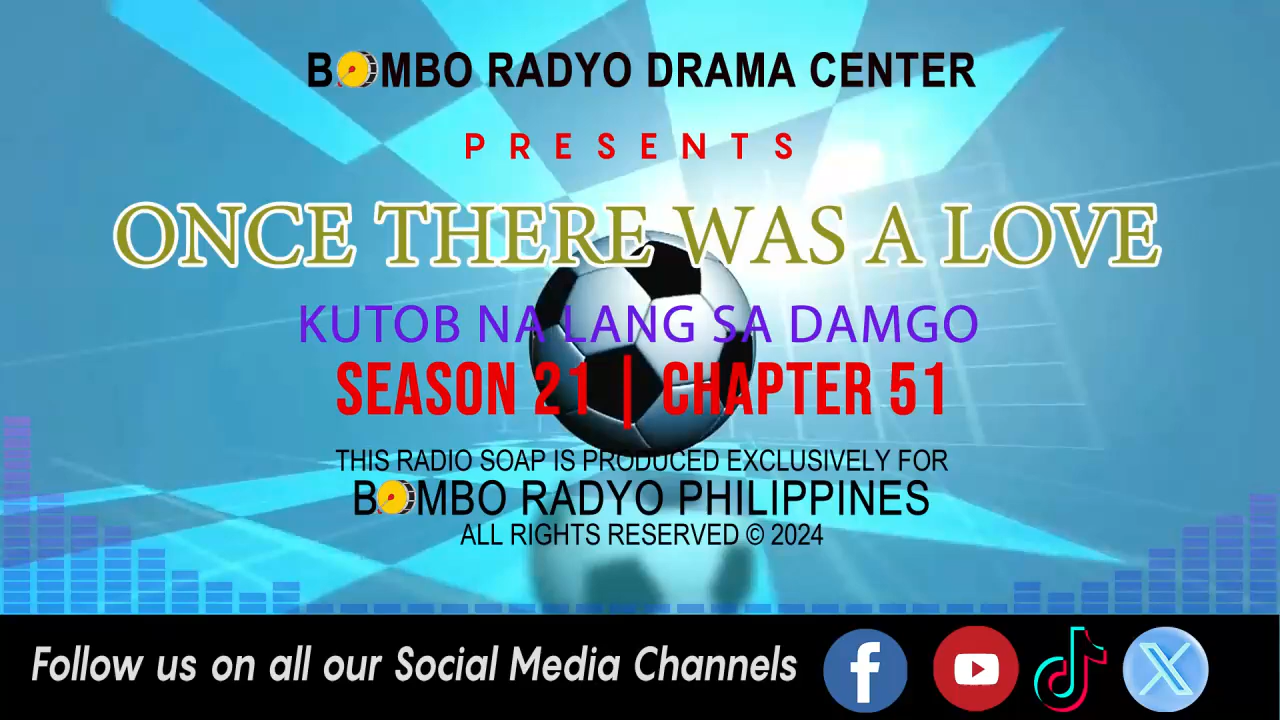 BOMBO RADYO DRAMA CENTER
PRESENTS
ONCE THERE WAS A LOVE
KUTOB NA LANG SA DAMGO
SEASON 21 | CHAPTER 51
THIS RADIO SOAP IS PRODUCED EXCLUSIVELY FOR
BOMBO RADYO PHILIPPINES
ALL RIGHTS RESERVED © 2024
Follow us on all our Social Media Channels